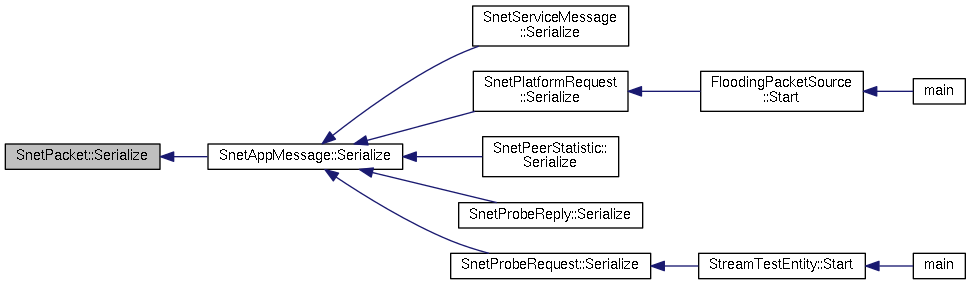 SnetPacket::Serialize
SnetAppMessage::Serialize
SnetServiceMessage
::Serialize
SnetPlatformRequest
::Serialize
FloodingPacketSource
::Start
main
SnetPeerStatistic::
Serialize
SnetProbeReply::Serialize
SnetProbeRequest::Serialize
StreamTestEntity::Start
main